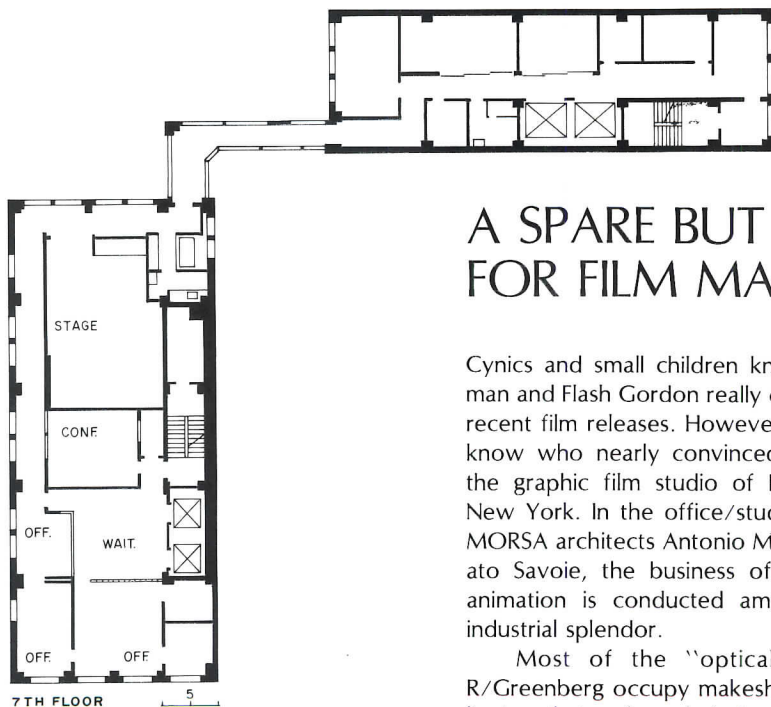 STAGE
CONF.
OFF.
WAIT.
OFF.
OFF.
7TH FLOOR
5
A SPARE BUT
FOR FILM MA
Cynics and small children kn
man and Flash Gordon really
recent film releases. Howeve
know who nearly convinced
the graphic film studio of
New York. In the office/stud
MORSA architects Antonio M
ato Savoie, the business of
animation is conducted am
industrial splendor.
Most of the "optical
R/Greenberg occupy makesh